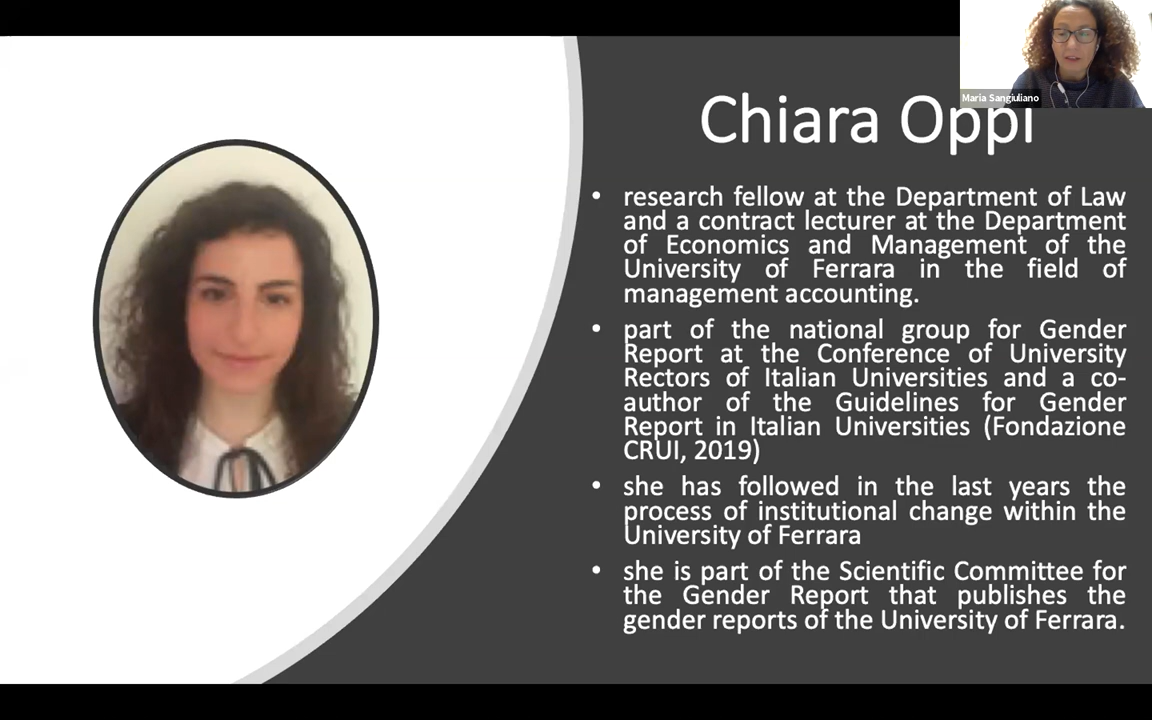 Maria Sangiuliano
Chiara Oppi
• research fellow at the Department of Law
and a contract lecturer at the Department
of Economics and Management of the
University of Ferrara in the field of
management accounting.
• part of the national group for Gender
Report at the Conference of University
Rectors of Italian Universities and a co-
author of the Guidelines for Gender
Report in Italian Universities (Fondazione
CRUI, 2019)
• she has followed in the last years the
process of institutional change within the
University of Ferrara
• she is part of the Scientific Committee for
the Gender Report that publishes the
gender reports of the University of Ferrara.